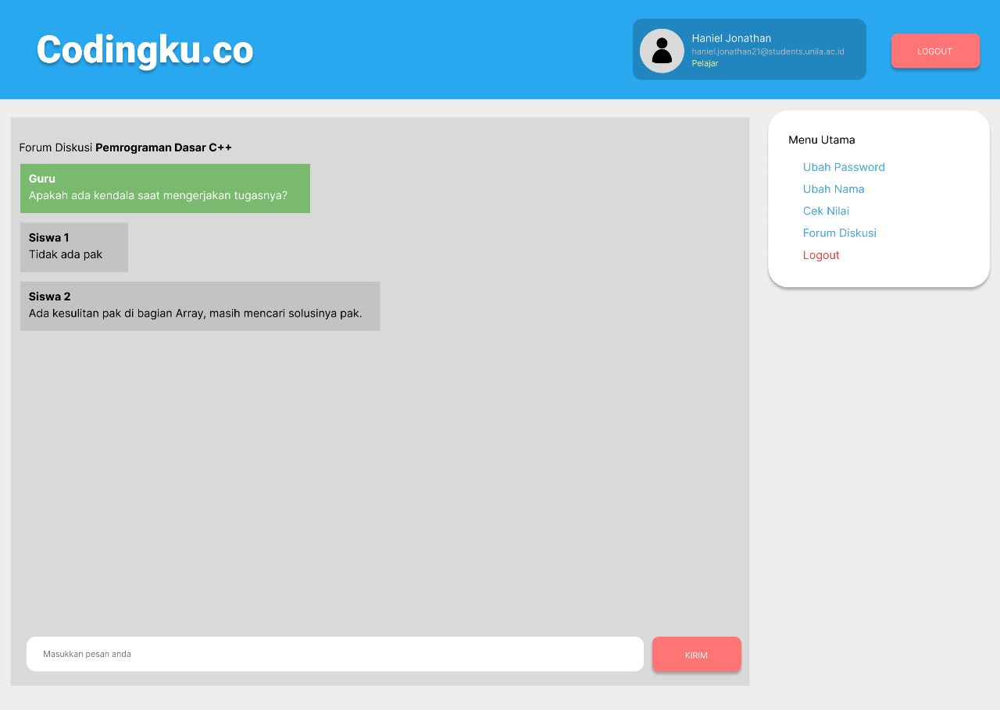 Codingku.co
Haniel Jonathan
haniel.jonathan21@students.unila.ac.id
Pelajar
LOGOUT
Forum Diskusi Pemrograman Dasar C++
Guru
Apakah ada kendala saat mengerjakan tugasnya?
Siswa 1
Tidak ada pak
Siswa 2
Ada kesulitan pak di bagian Array, masih mencari solusinya pak.
Masukkan pesan anda
KIRIM
Menu Utama
Ubah Password
Ubah Nama
Cek Nilai
Forum Diskusi
Logout